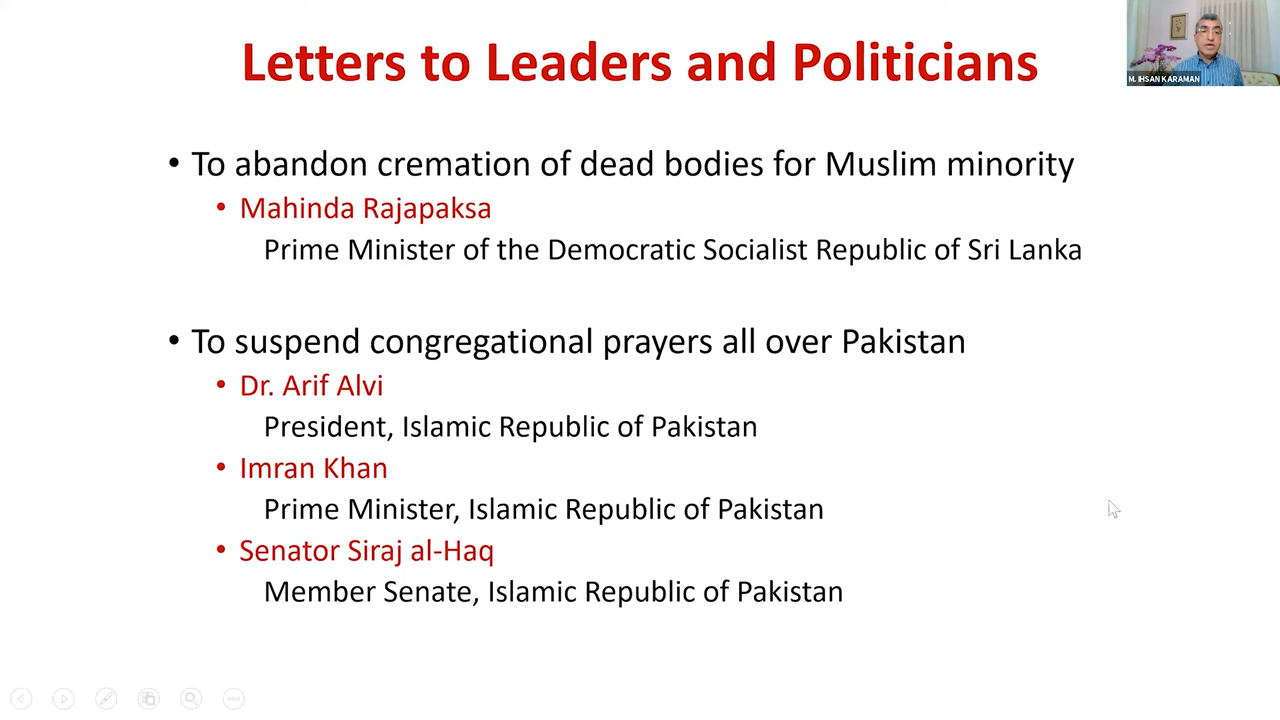 Letters to Leaders and Politicians
M. IHSAN KARAMAN
• To abandon cremation of dead bodies for Muslim minority
• Mahinda Rajapaksa
Prime Minister of the Democratic Socialist Republic of Sri Lanka
• To suspend congregational prayers all over Pakistan
• Dr. Arif Alvi
President, Islamic Republic of Pakistan
• Imran Khan
Prime Minister, Islamic Republic of Pakistan
• Senator Siraj al-Haq
Member Senate, Islamic Republic of Pakistan